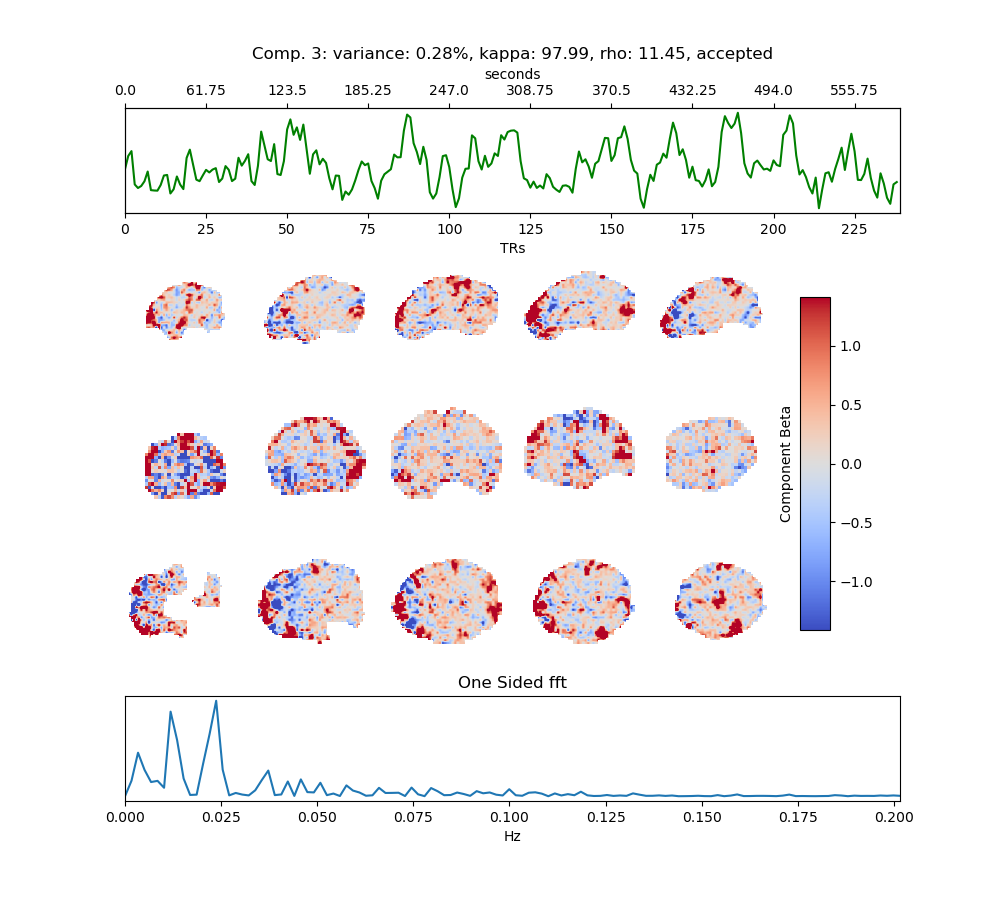 Comp. 3: variance: 0.28%, kappa: 97.99, rho: 11.45, accepted
seconds
0.0 61.75 123.5 185.25 247.0 308.75 370.5 432.25 494.0 555.75
0 25 50 75 100 125 150 175 200 225
TRs
1.0
0.5
0.0
−0.5
−1.0
Component Beta
One Sided fft
0.000 0.025 0.050 0.075 0.100 0.125 0.150 0.175 0.200
Hz